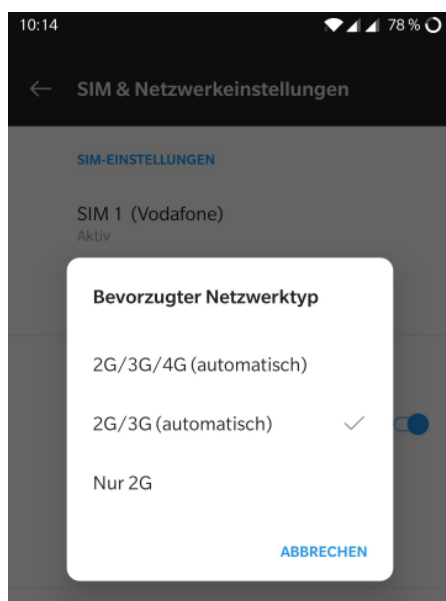 10:14
78 %
SIM & Netzwerkeinstellungen
SIM-EINSTELLUNGEN
SIM 1 (Vodafone)
Aktiv
Bevorzugter Netzwerktyp
2G/3G/4G (automatisch)
2G/3G (automatisch)
Nur 2G
ABBRECHEN